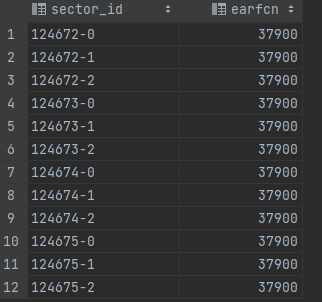 sector_id earfcn
1 124672-0 37900
2 124672-1 37900
3 124672-2 37900
4 124673-0 37900
5 124673-1 37900
6 124673-2 37900
7 124674-0 37900
8 124674-1 37900
9 124674-2 37900
10 124675-0 37900
11 124675-1 37900
12 124675-2 37900